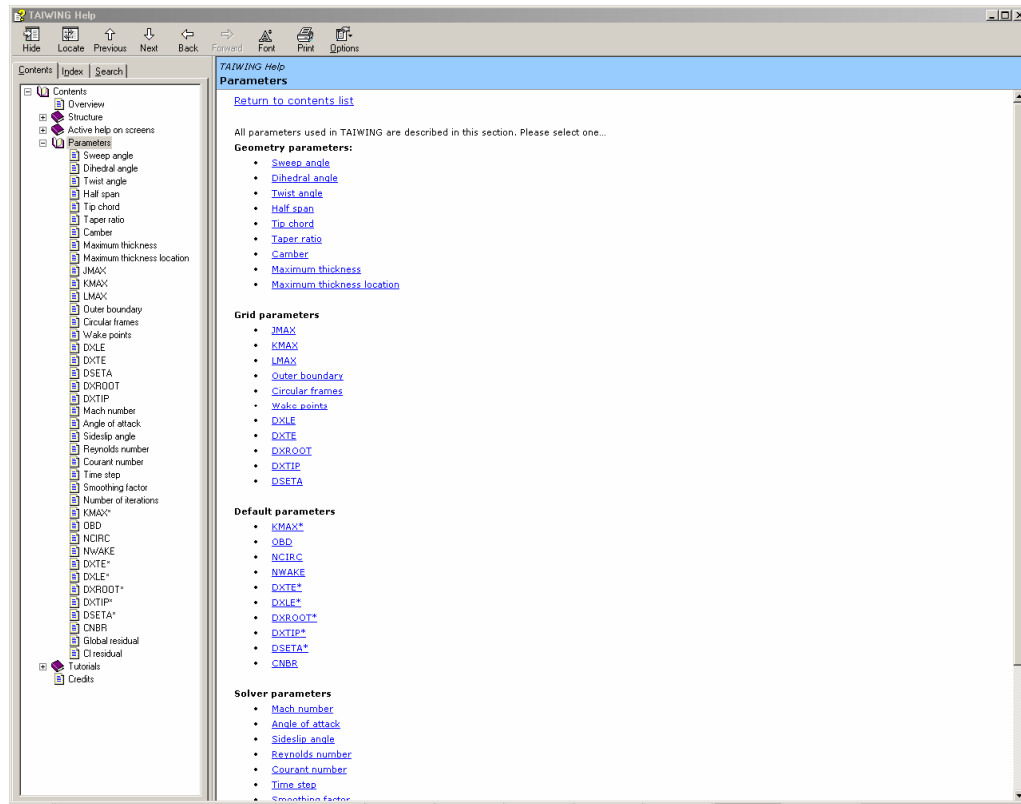 TAIWING Help
Hide Locate Previous Next Back Forward Font Print Options
Contents Index Search
Contents
Overview
Structure
Active help on screens
Parameters
Sweep angle
Dihedral angle
Twist angle
Half span
Tip chord
Taper ratio
Camber
Maximum thickness
Maximum thickness location
JMAX
KMAX
LMAX
Outer boundary
Circular frames
Wake points
DXLE
DXTE
DSETA
DXROOT
DXTIP
Mach number
Angle of attack
Sideslip angle
Reynolds number
Courant number
Time step
Smoothing factor
Number of iterations
KMAX*
OBD
NCIRC
NWAKE
DXTE*
DXLE*
DXROOT*
DXTIP*
DSETA*
CNBR
Global residual
Cl residual
Tutorials
Credits
TAIWING Help
Parameters
Return to contents list
All parameters used in TAIWING are described in this section. Please select one...
Geometry parameters:
• Sweep angle
• Dihedral angle
• Twist angle
• Half span
• Tip chord
• Taper ratio
• Camber
• Maximum thickness
• Maximum thickness location
Grid parameters
• JMAX
• KMAX
• LMAX
• Outer boundary
• Circular frames
• Wake points
• DXLE
• DXTE
• DXROOT
• DXTIP
• DSETA
Default parameters
• KMAX*
• OBD
• NCIRC
• NWAKE
• DXTE*
• DXLE*
• DXROOT*
• DXTIP*
• DSETA*
• CNBR
Solver parameters
• Mach number
• Angle of attack
• Sideslip angle
• Reynolds number
• Courant number
• Time step
• Smoothing factor